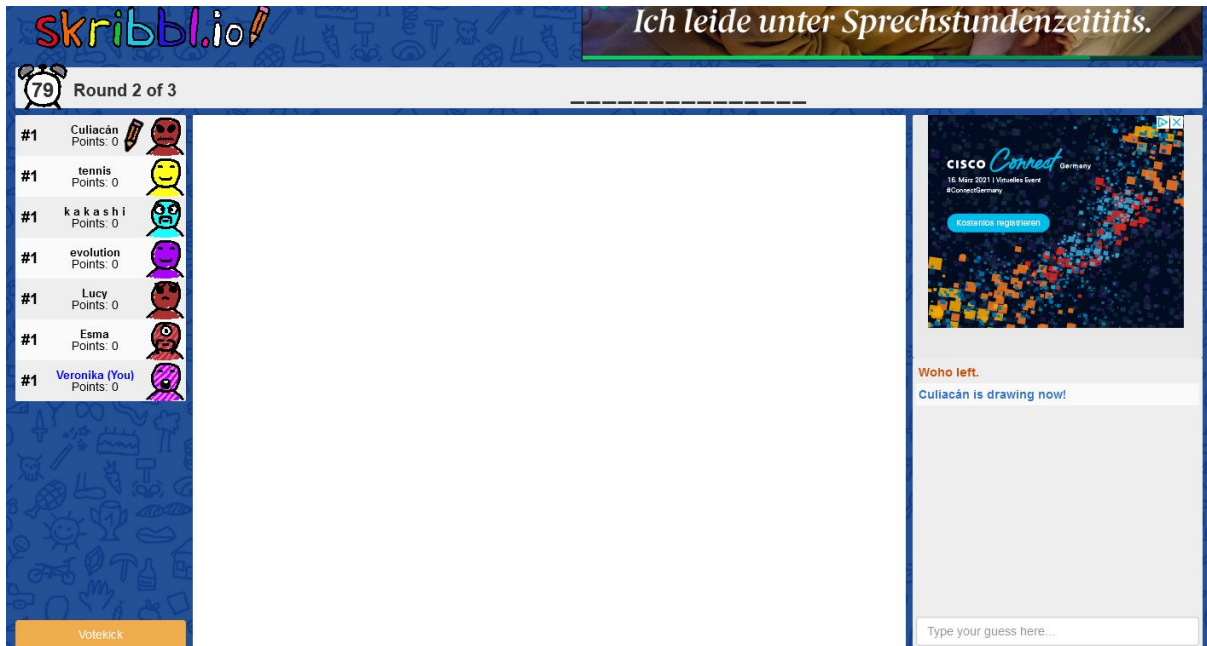 skribbl.io
Ich leide unter Sprechstundenzeititis.
79
Round 2 of 3
_______________
#1
Culiacán
Points: 0
#1
tennis
Points: 0
#1
k a k a s h i
Points: 0
#1
evolution
Points: 0
#1
Lucy
Points: 0
#1
Esma
Points: 0
#1
Veronika (You)
Points: 0
Votekick
CISCO Connect Germany
16. März 2021 | Virtuelles Event
#ConnectGermany
Kostenlos registrieren
Woho left.
Culiacán is drawing now!
Type your guess here...